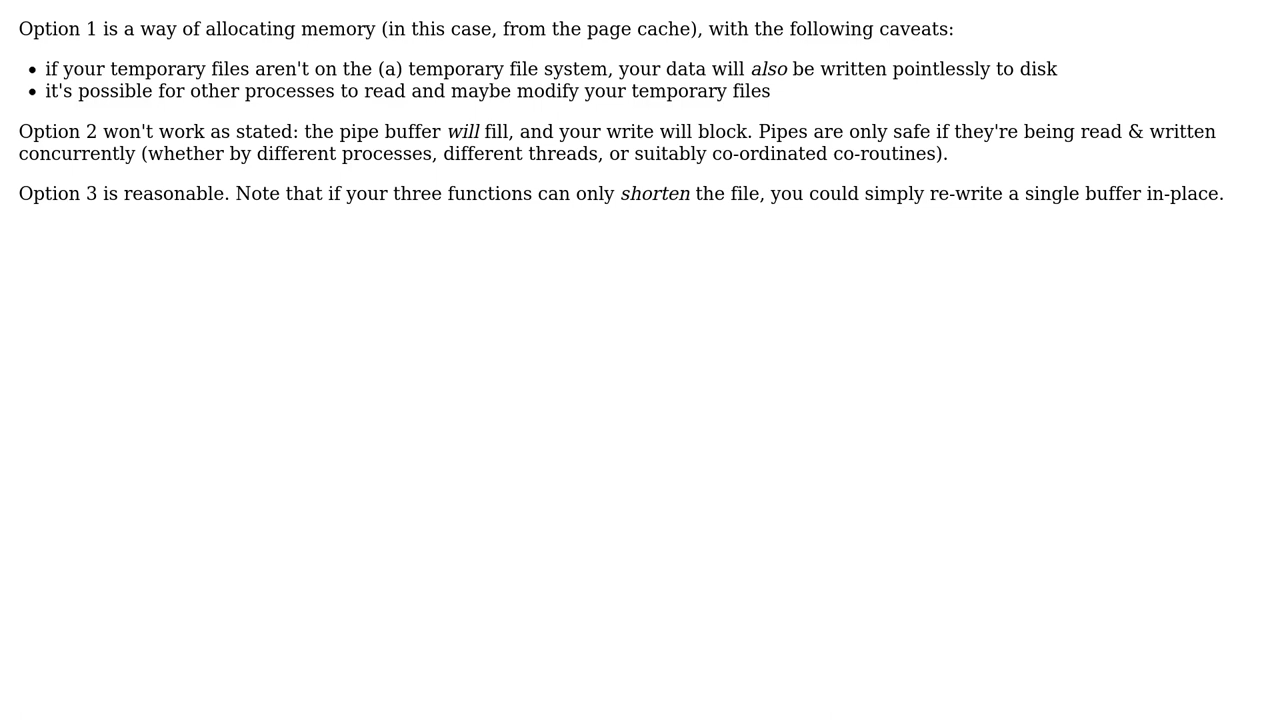 Option 1 is a way of allocating memory (in this case, from the page cache), with the following caveats:
• if your temporary files aren't on the (a) temporary file system, your data will also be written pointlessly to disk
• it's possible for other processes to read and maybe modify your temporary files
Option 2 won't work as stated: the pipe buffer will fill, and your write will block. Pipes are only safe if they're being read & written
concurrently (whether by different processes, different threads, or suitably co-ordinated co-routines).
Option 3 is reasonable. Note that if your three functions can only shorten the file, you could simply re-write a single buffer in-place.